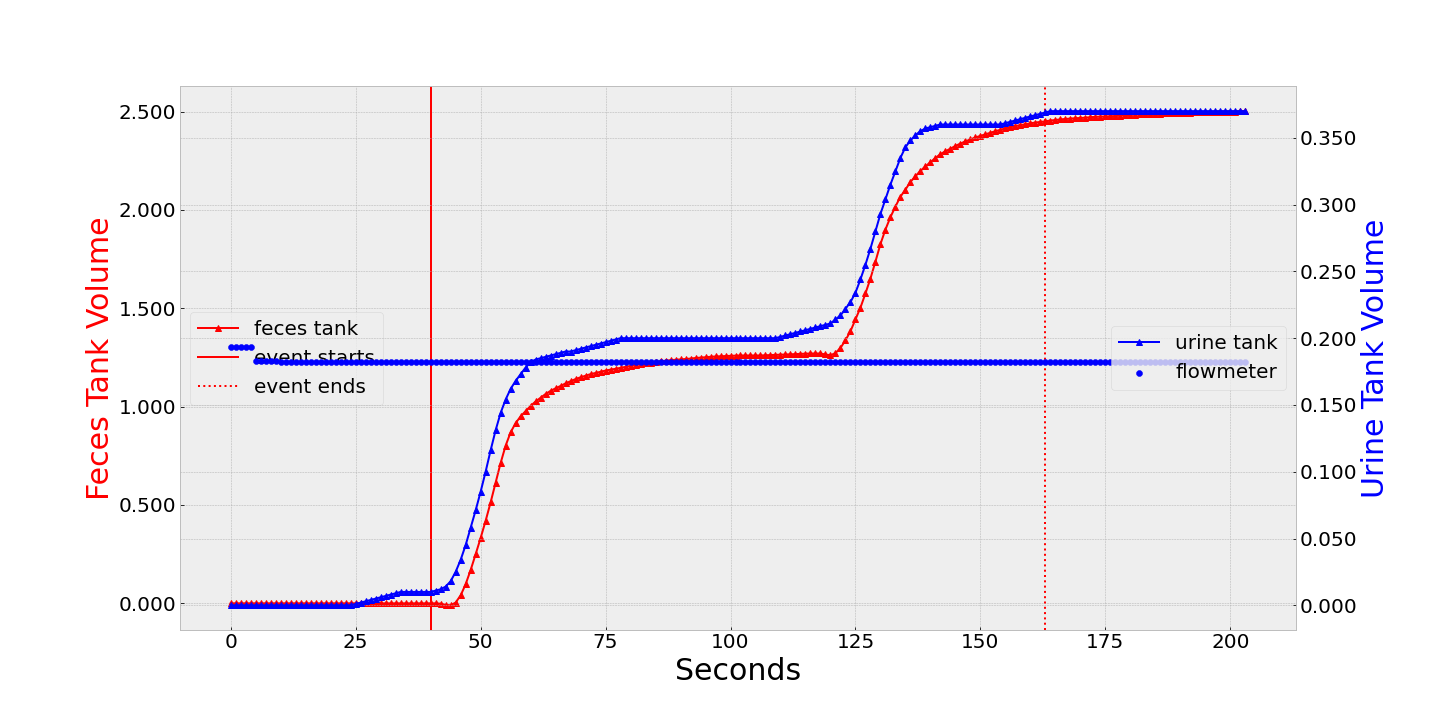 2.500
2.000
1.500
1.000
0.500
0.000
Feces Tank Volume
feces tank
event starts
event ends
urine tank
flowmeter
0.350
0.300
0.250
0.200
0.150
0.100
0.050
0.000
Urine Tank Volume
0 25 50 75 100 125 150 175 200
Seconds